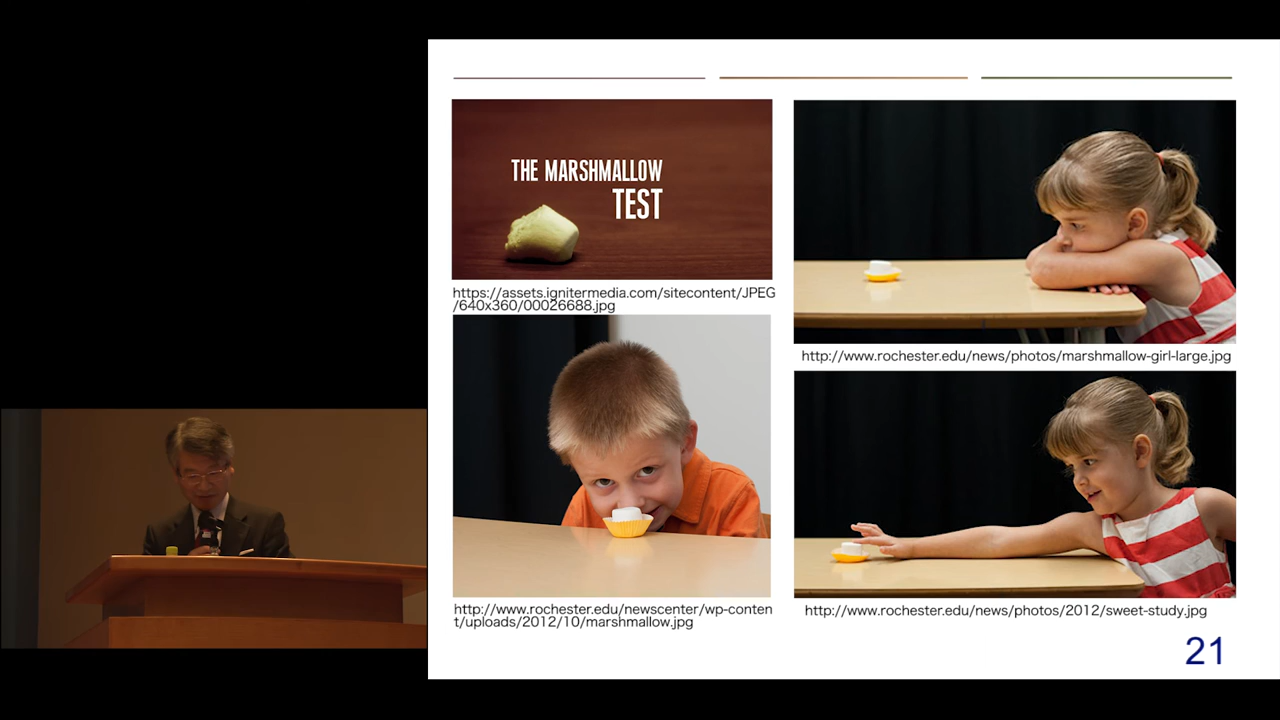 THE MARSHMALLOW
TEST
https://assets.ignitermedia.com/sitecontent/JPEG
/640x360/00026688.jpg
http://www.rochester.edu/news/photos/marshmallow-girl-large.jpg
http://www.rochester.edu/newscenter/wp-conten
t/uploads/2012/10/marshmallow.jpg
http://www.rochester.edu/news/photos/2012/sweet-study.jpg
21